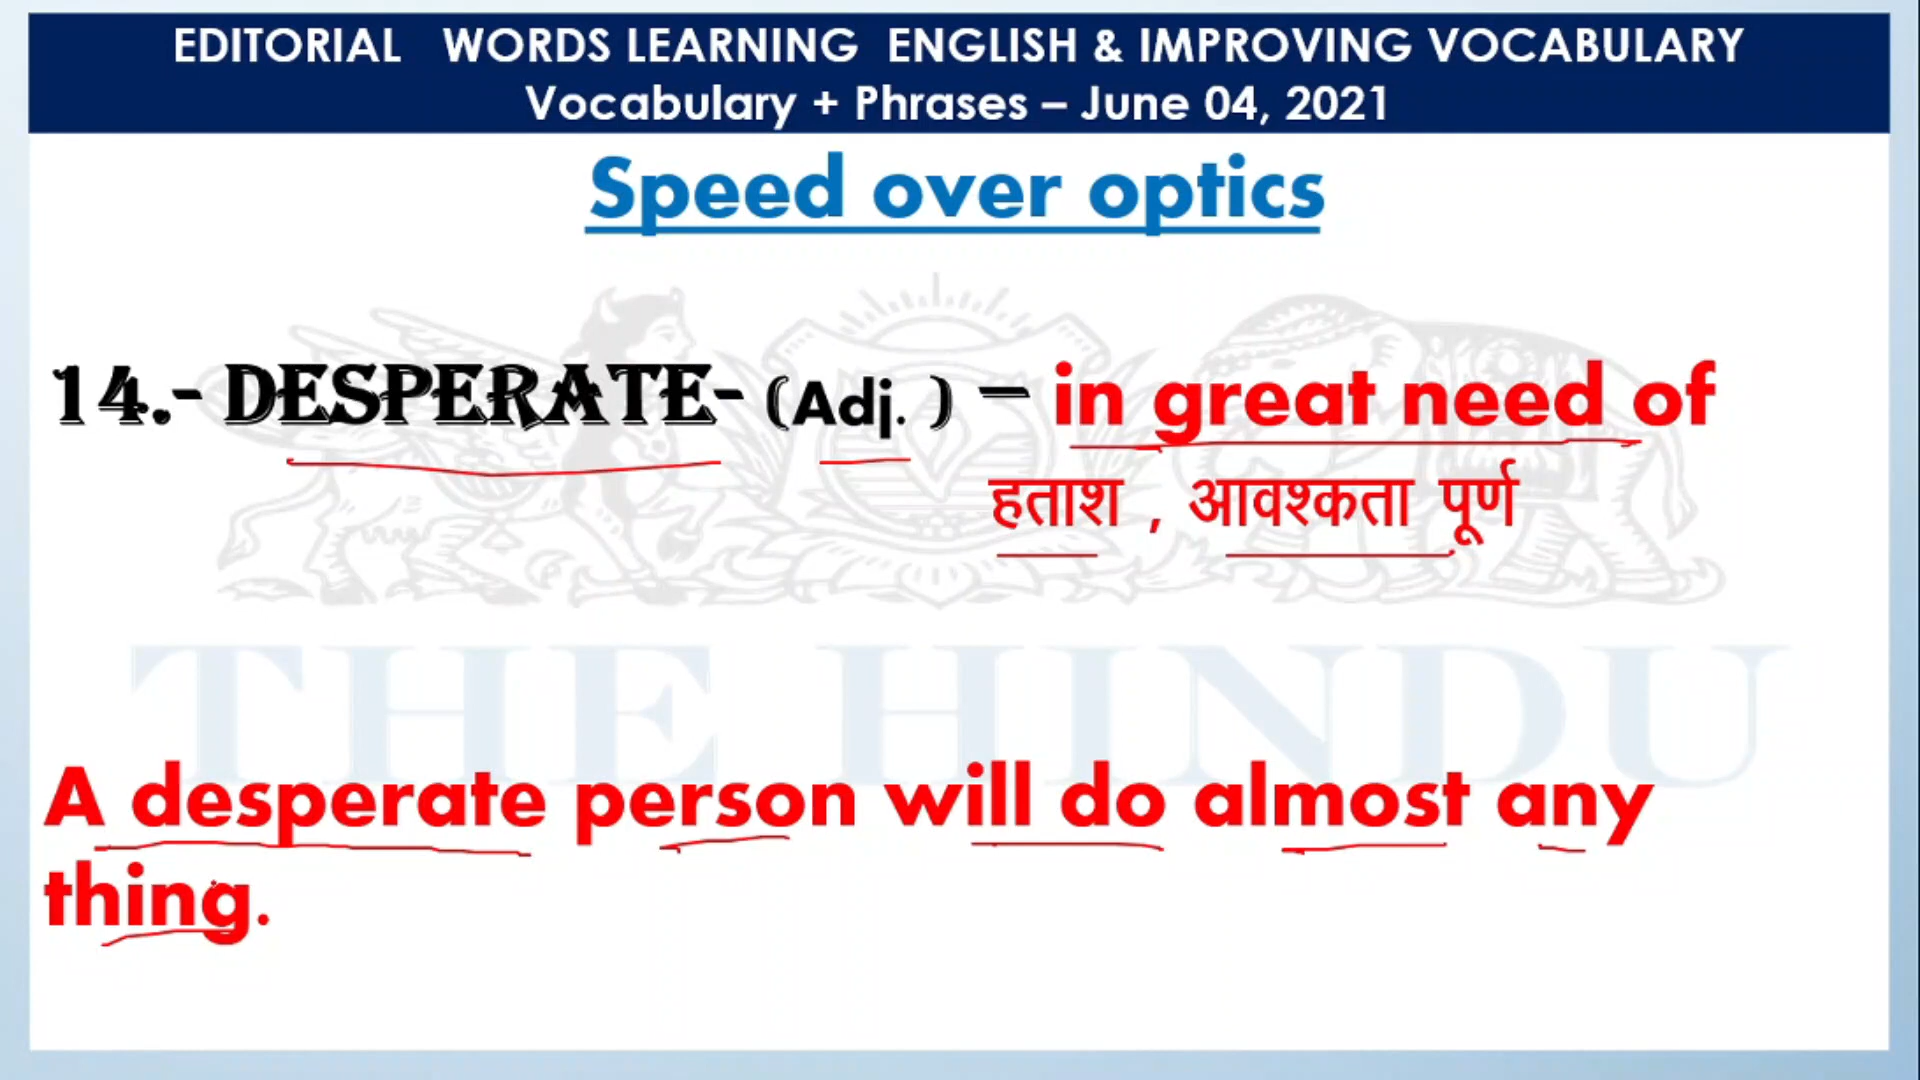 EDITORIAL WORDS LEARNING ENGLISH & IMPROVING VOCABULARY
Vocabulary + Phrases – June 04, 2021
Speed over optics
14.- DESPERATE- (Adj. ) – in great need of
हताश , आवश्कता पूर्ण
THE HINDU
A desperate person will do almost any
thing.